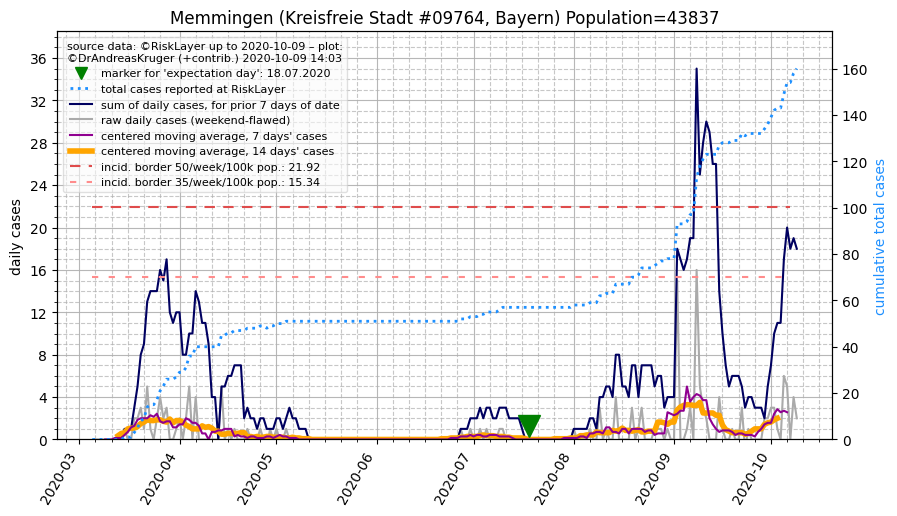 Memmingen (Kreisfreie Stadt #09764, Bayern) Population=43837
source data: ©RiskLayer up to 2020-10-09 – plot:
©DrAndreasKruger (+contrib.) 2020-10-09 14:03
marker for 'expectation day': 18.07.2020
total cases reported at RiskLayer
sum of daily cases, for prior 7 days of date
raw daily cases (weekend-flawed)
centered moving average, 7 days' cases
centered moving average, 14 days' cases
incid. border 50/week/100k pop.: 21.92
incid. border 35/week/100k pop.: 15.34
daily cases
36
32
28
24
20
16
12
8
4
0
cumulative total cases
160
140
120
100
80
60
40
20
0
2020-03
2020-04
2020-05
2020-06
2020-07
2020-08
2020-09
2020-10